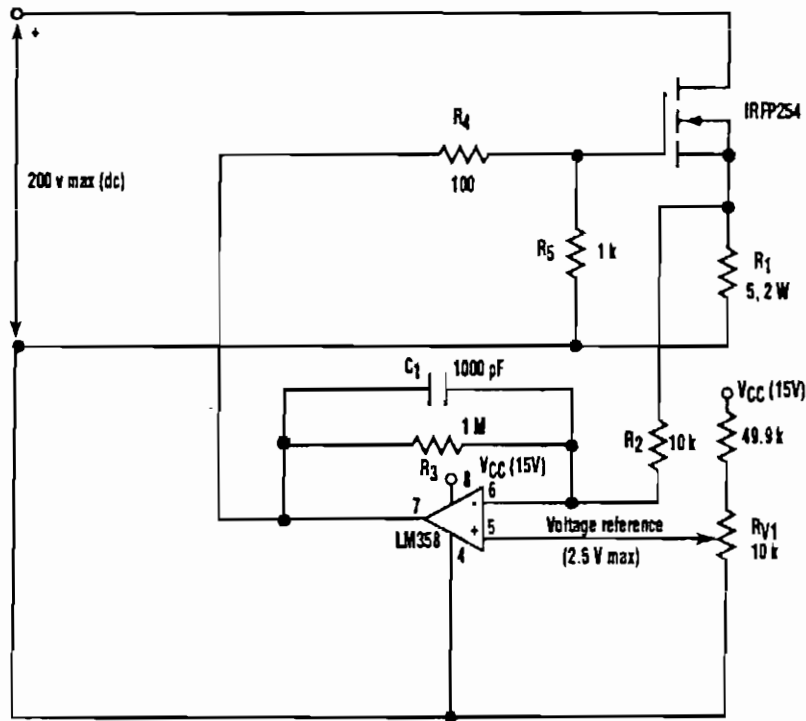 +
IRFP254
R4
100
200 v max (dc)
R5
1 k
R1
5, 2 W
C1 1000 pF
VCC (15V)
1 M
R2
10 k
49.9 k
R3
VCC (15V)
8
7
6
-
+
5
Voltage reference
(2.5 V max)
RV1
10 k
LM358
4